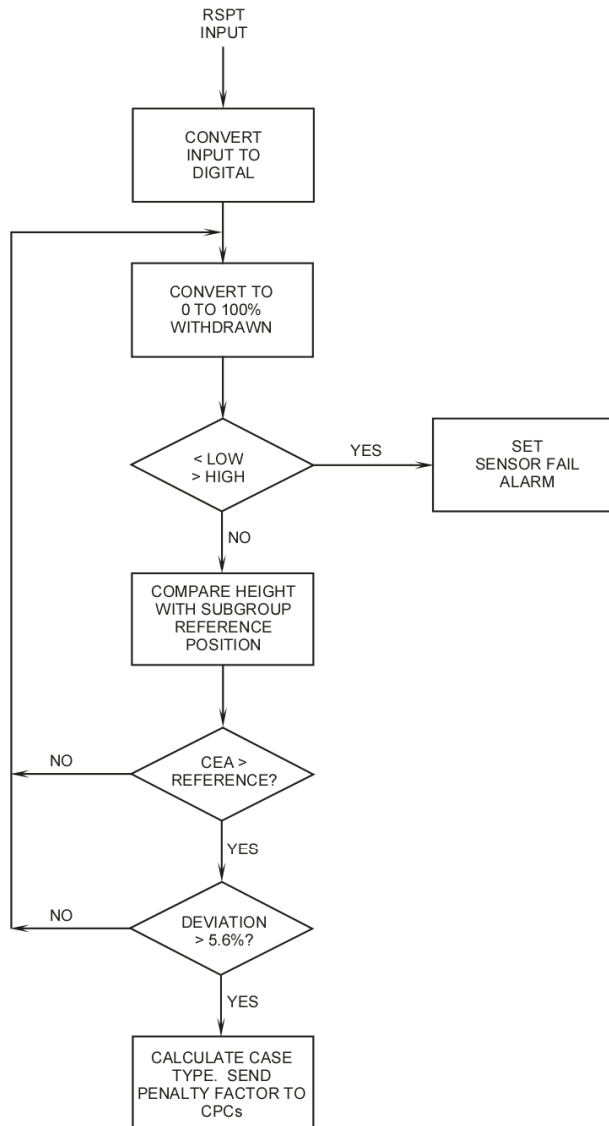 RSPT
INPUT
CONVERT
INPUT TO
DIGITAL
CONVERT TO
0 TO 100%
WITHDRAWN
< LOW
> HIGH
YES
SET
SENSOR FAIL
ALARM
NO
COMPARE HEIGHT
WITH SUBGROUP
REFERENCE
POSITION
NO
CEA >
REFERENCE?
YES
NO
DEVIATION
> 5.6%?
YES
CALCULATE CASE
TYPE. SEND
PENALTY FACTOR TO
CPCs